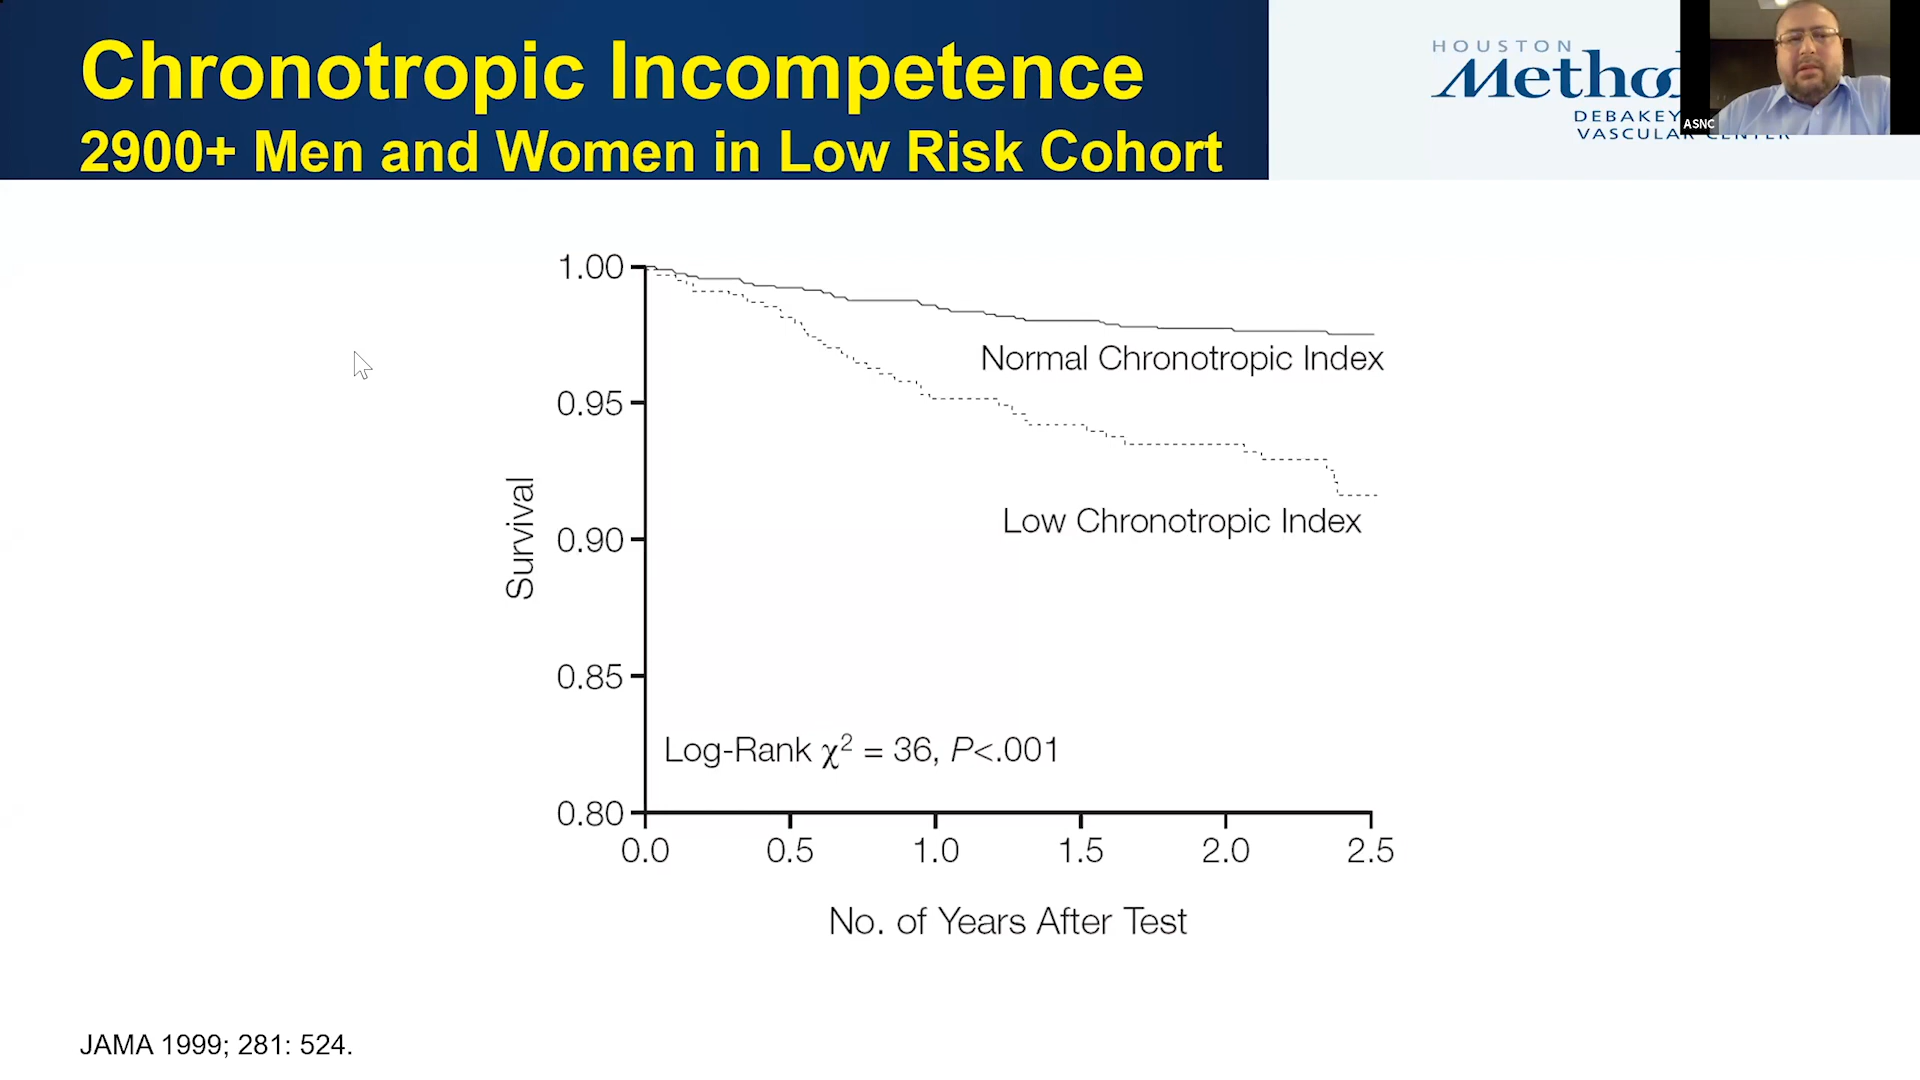 Chronotropic Incompetence
2900+ Men and Women in Low Risk Cohort
HOUSTON
DEBAKEY
VASCULAR CENTER
ASNC
1.00
0.95
0.90
0.85
0.80
Survival
Normal Chronotropic Index
Low Chronotropic Index
Log-Rank χ² = 36, P<.001
0.0 0.5 1.0 1.5 2.0 2.5
No. of Years After Test
JAMA 1999; 281: 524.